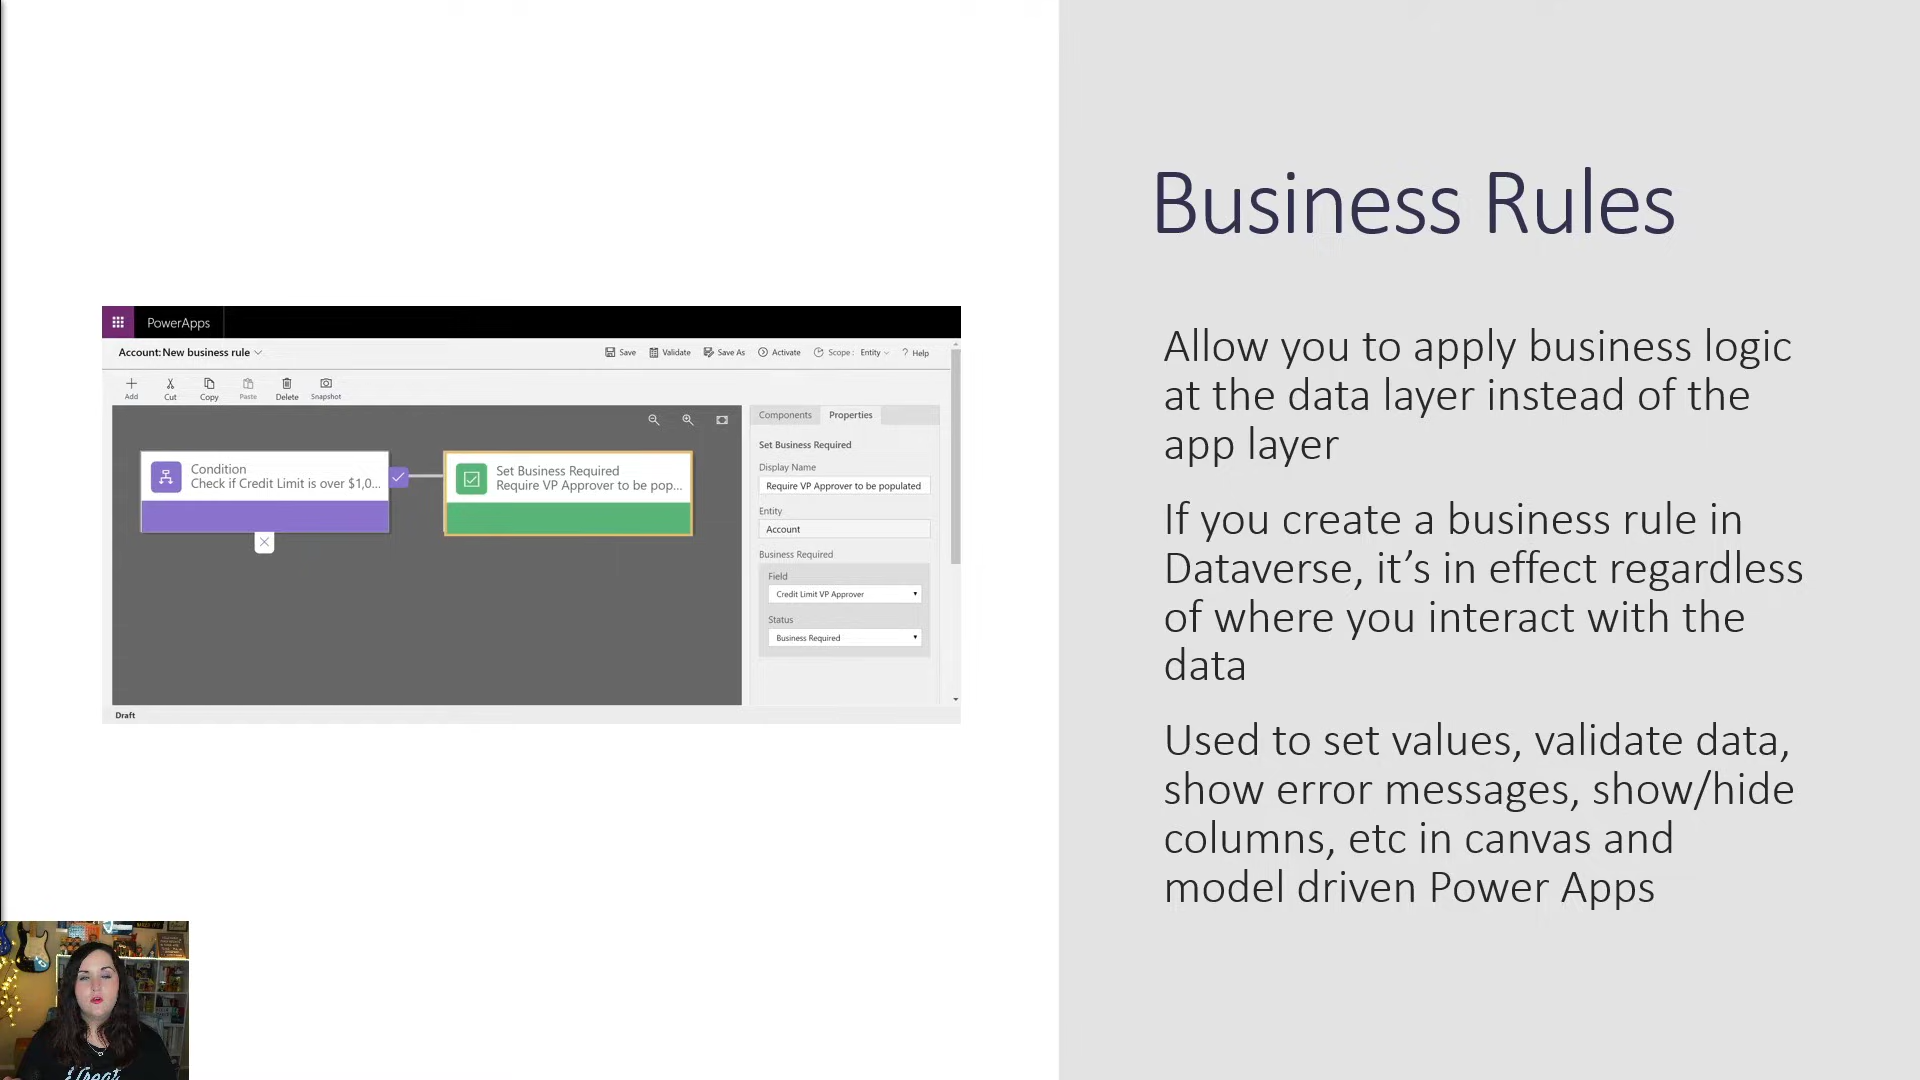 PowerApps
Account:New business rule
Save
Validate
Save As
Activate
Scope :
Entity
? Help
Add
Cut
Copy
Paste
Delete
Snapshot
Condition
Check if Credit Limit is over $1,0...
Set Business Required
Require VP Approver to be pop...
Components
Properties
Set Business Required
Display Name
Require VP Approver to be populated
Entity
Account
Business Required
Field
Credit Limit VP Approver
Status
Business Required
Draft
Business Rules
Allow you to apply business logic
at the data layer instead of the
app layer
If you create a business rule in
Dataverse, it’s in effect regardless
of where you interact with the
data
Used to set values, validate data,
show error messages, show/hide
columns, etc in canvas and
model driven Power Apps